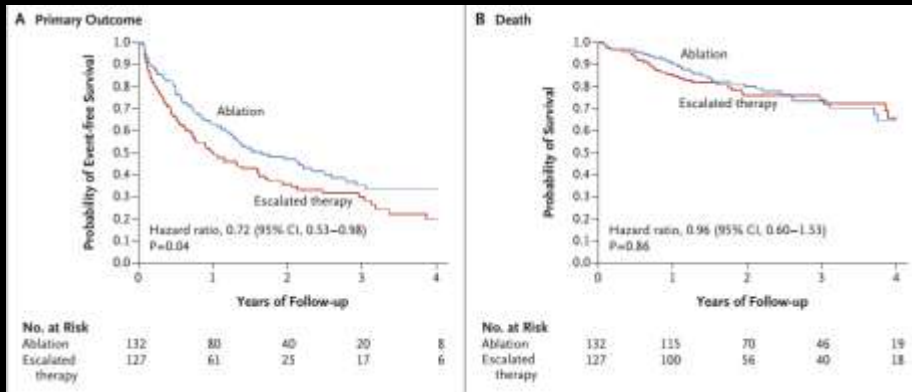 A Primary Outcome
1.0
0.9
0.8
0.7
0.6
0.5
0.4
0.3
0.2
0.1
0.0
Probability of Event-free Survival
Ablation
Escalated therapy
Hazard ratio, 0.72 (95% CI, 0.53–0.98)
P=0.04
0 1 2 3 4
Years of Follow-up
No. at Risk
Ablation 132 80 40 20 8
Escalated 127 61 25 17 6
therapy
B Death
1.0
0.9
0.8
0.7
0.6
0.5
0.4
0.3
0.2
0.1
0.0
Probability of Survival
Ablation
Escalated therapy
Hazard ratio, 0.96 (95% CI, 0.60–1.53)
P=0.86
0 1 2 3 4
Years of Follow-up
No. at Risk
Ablation 132 115 70 46 19
Escalated 127 100 56 40 18
therapy